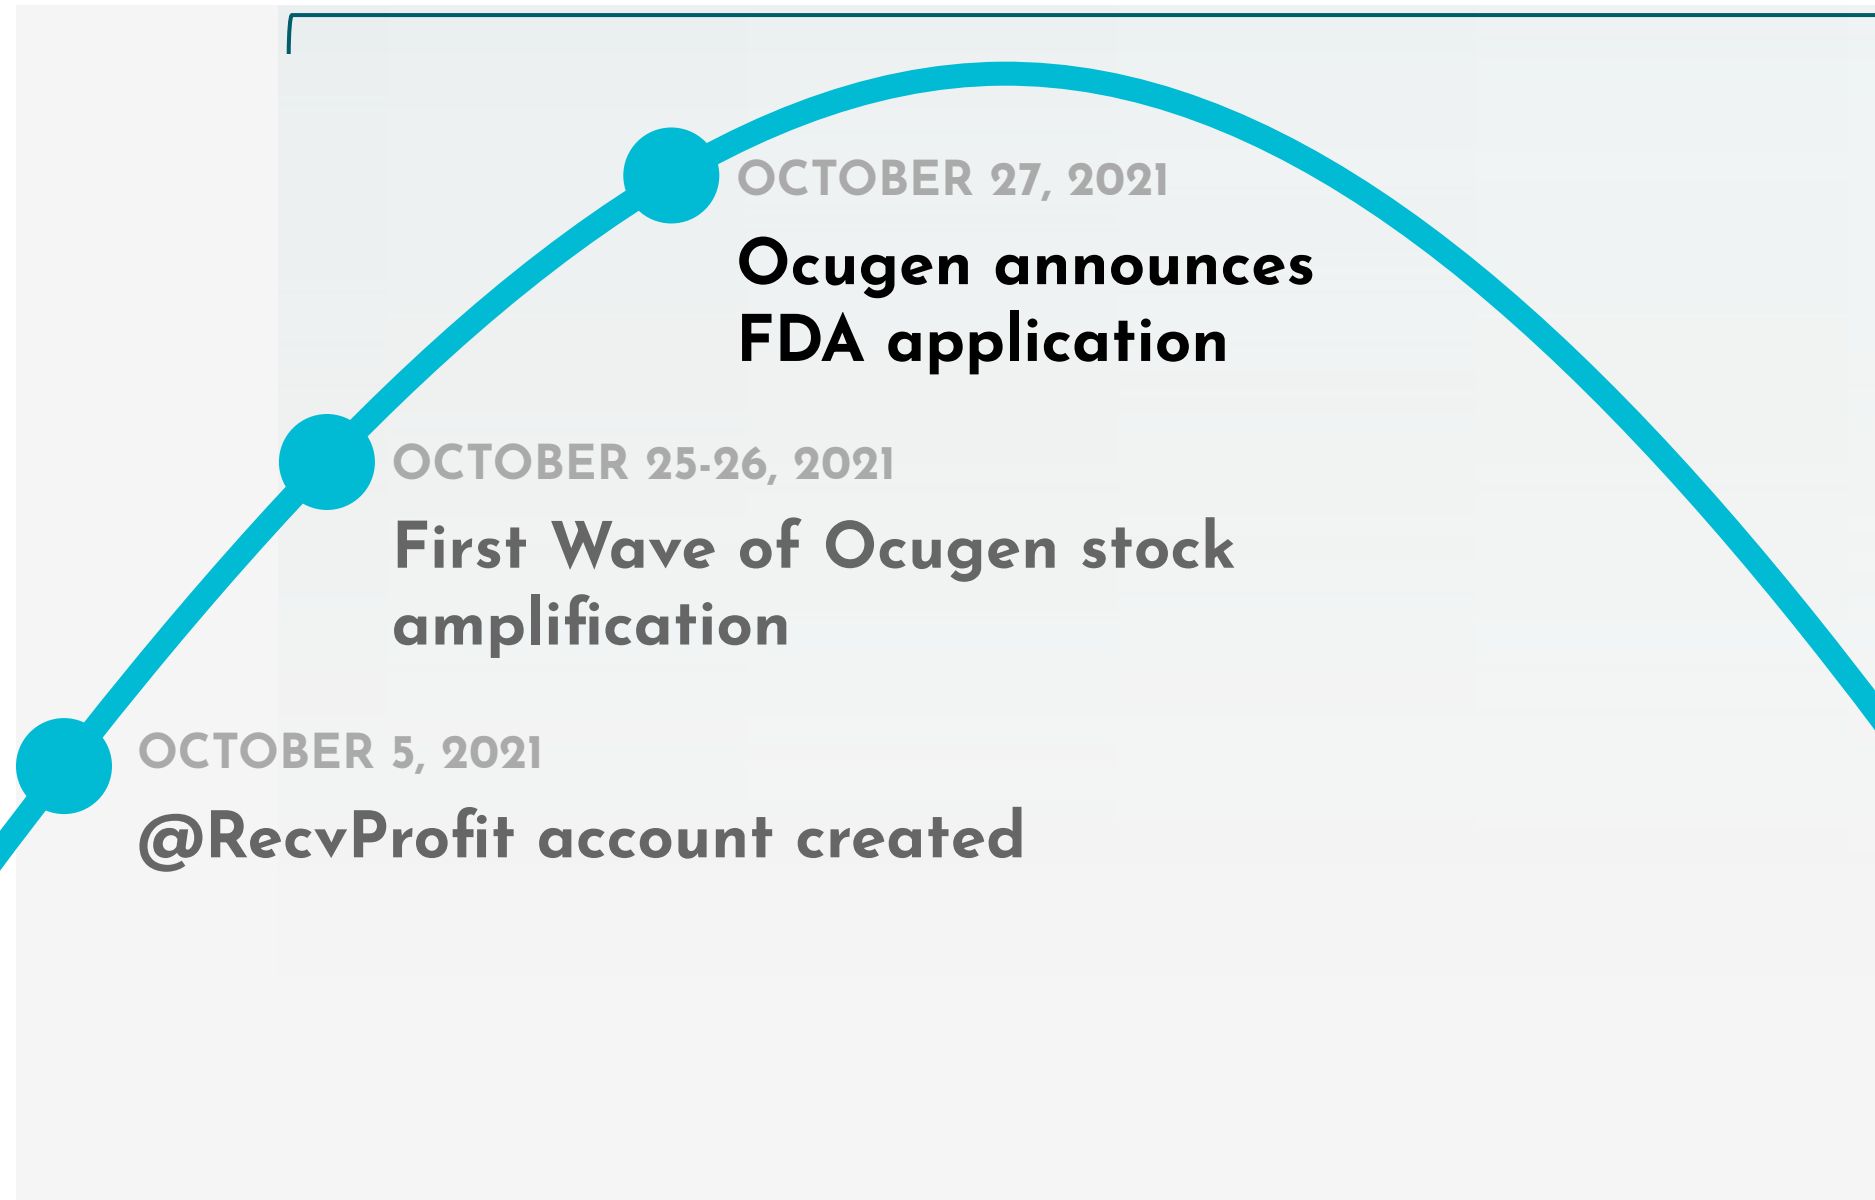 OCTOBER 27, 2021
Ocugen announces
FDA application
OCTOBER 25-26, 2021
First Wave of Ocugen stock
amplification
OCTOBER 5, 2021
@RecvProfit account created